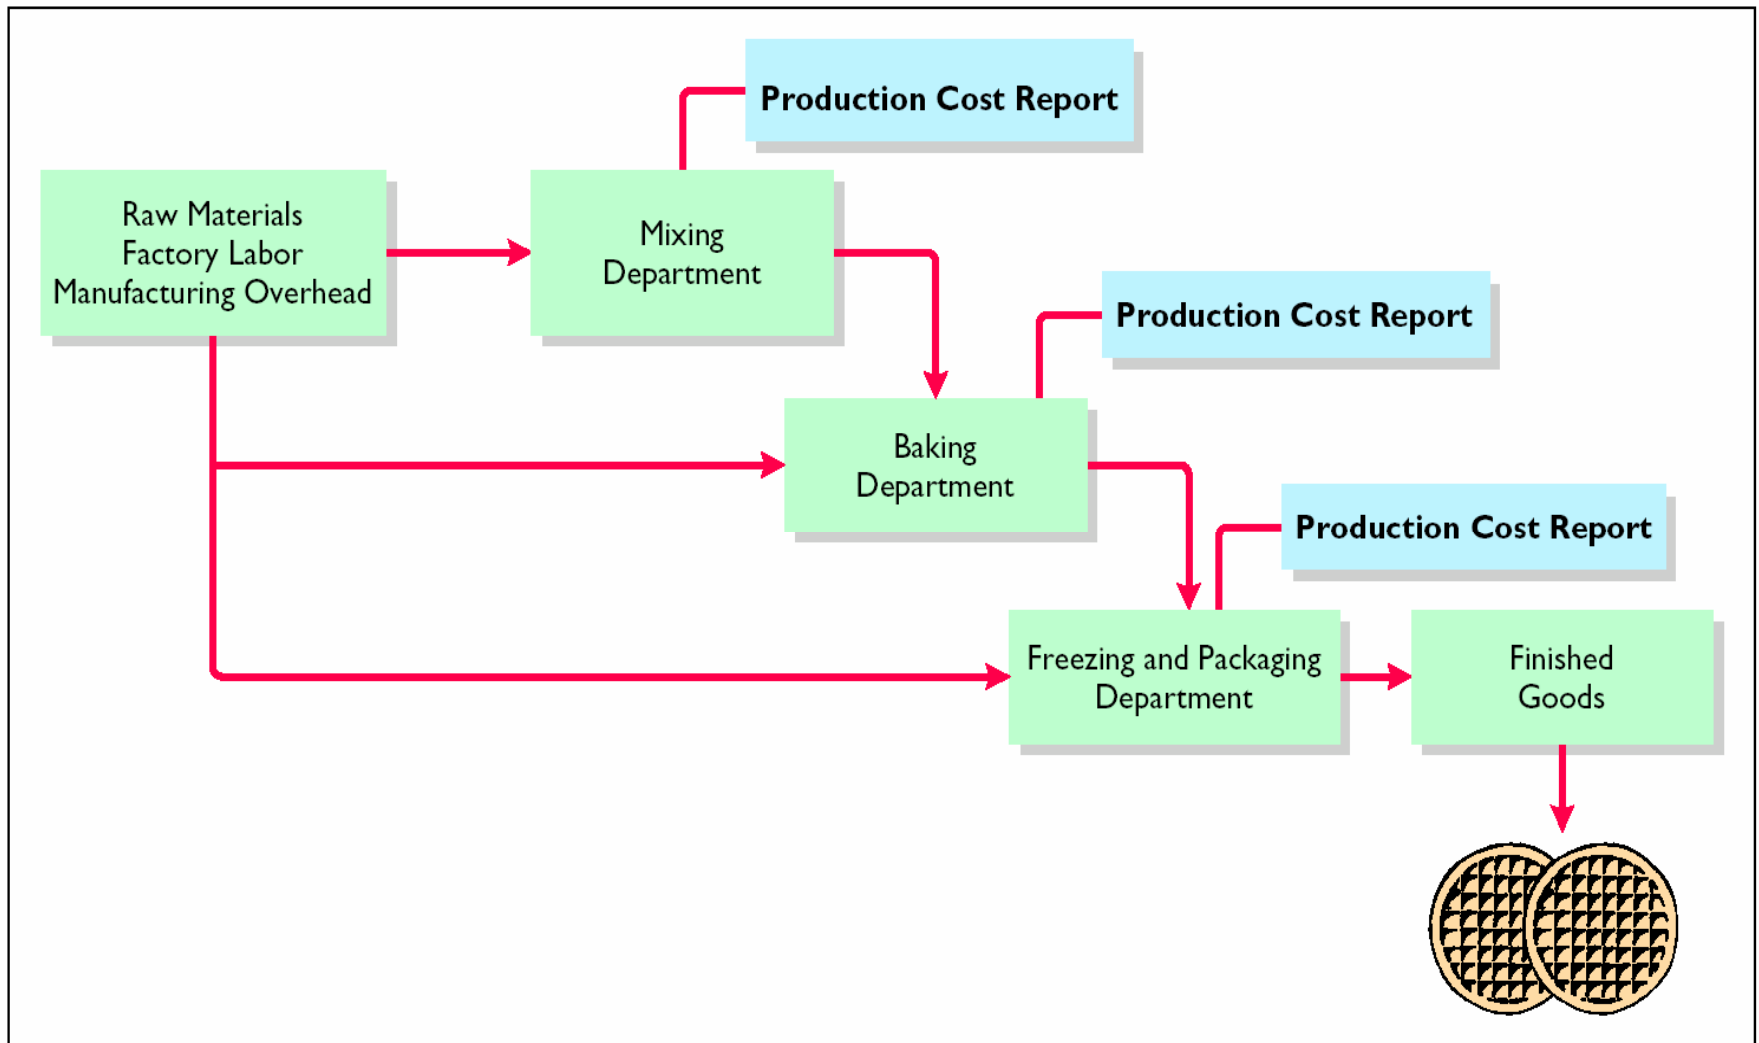 Production Cost Report
Raw Materials
Factory Labor
Manufacturing Overhead
Mixing
Department
Production Cost Report
Baking
Department
Production Cost Report
Freezing and Packaging
Department
Finished
Goods